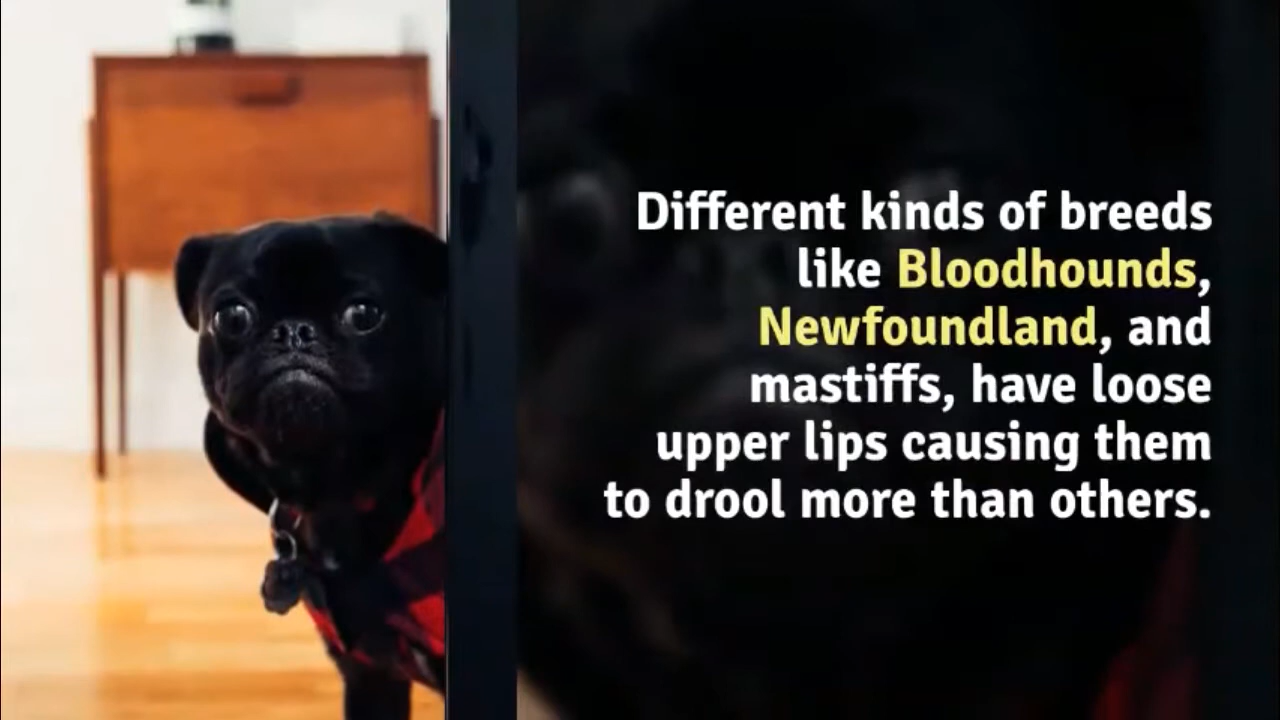 Different kinds of breeds
like Bloodhounds,
Newfoundland, and
mastiffs, have loose
upper lips causing them
to drool more than others.